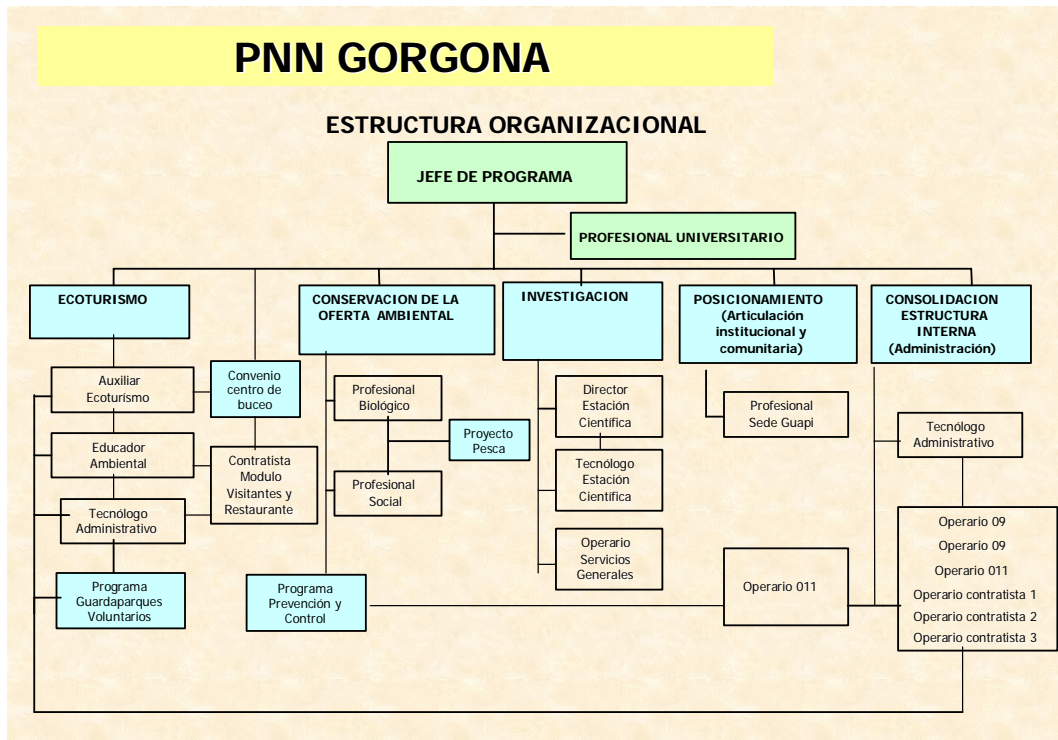 PNN GORGONA
ESTRUCTURA ORGANIZACIONAL
JEFE DE PROGRAMA
PROFESIONAL UNIVERSITARIO
ECOTURISMO
CONSERVACION DE LA
OFERTA AMBIENTAL
INVESTIGACION
POSICIONAMIENTO
(Articulación
institucional y
comunitaria)
CONSOLIDACION
ESTRUCTURA
INTERNA
(Administración)
Auxiliar
Ecoturísmo
Convenio
centro de
buceo
Profesional
Biológico
Director
Estación
Científica
Profesional
Sede Guapi
Tecnólogo
Administrativo
Educador
Ambiental
Contratista
Modulo
Visitantes y
Restaurante
Proyecto
Pesca
Profesional
Social
Tecnólogo
Estación
Científica
Tecnólogo
Administrativo
Operario
Servicios
Generales
Programa
Guardaparques
Voluntarios
Programa
Prevención y
Control
Operario 011
Operario 09
Operario 09
Operario 011
Operario contratista 1
Operario contratista 2
Operario contratista 3